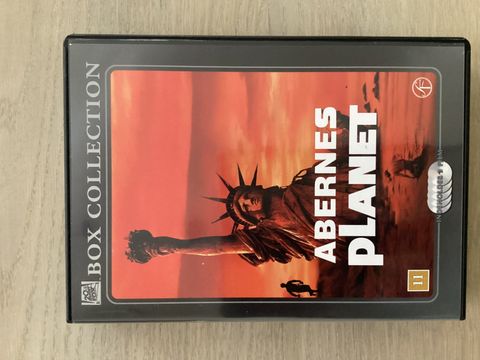 BOX COLLECTION
ABERNES
PLANET
11